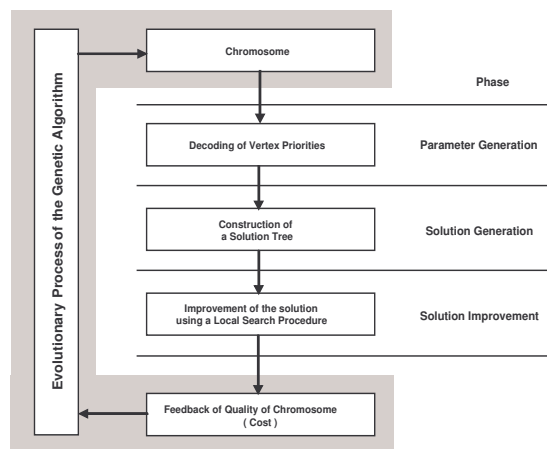 Evolutionary Process of the Genetic Algorithm
Chromosome
Phase
Decoding of Vertex Priorities
Parameter Generation
Construction of
a Solution Tree
Solution Generation
Improvement of the solution
using a Local Search Procedure
Solution Improvement
Feedback of Quality of Chromosome
( Cost )